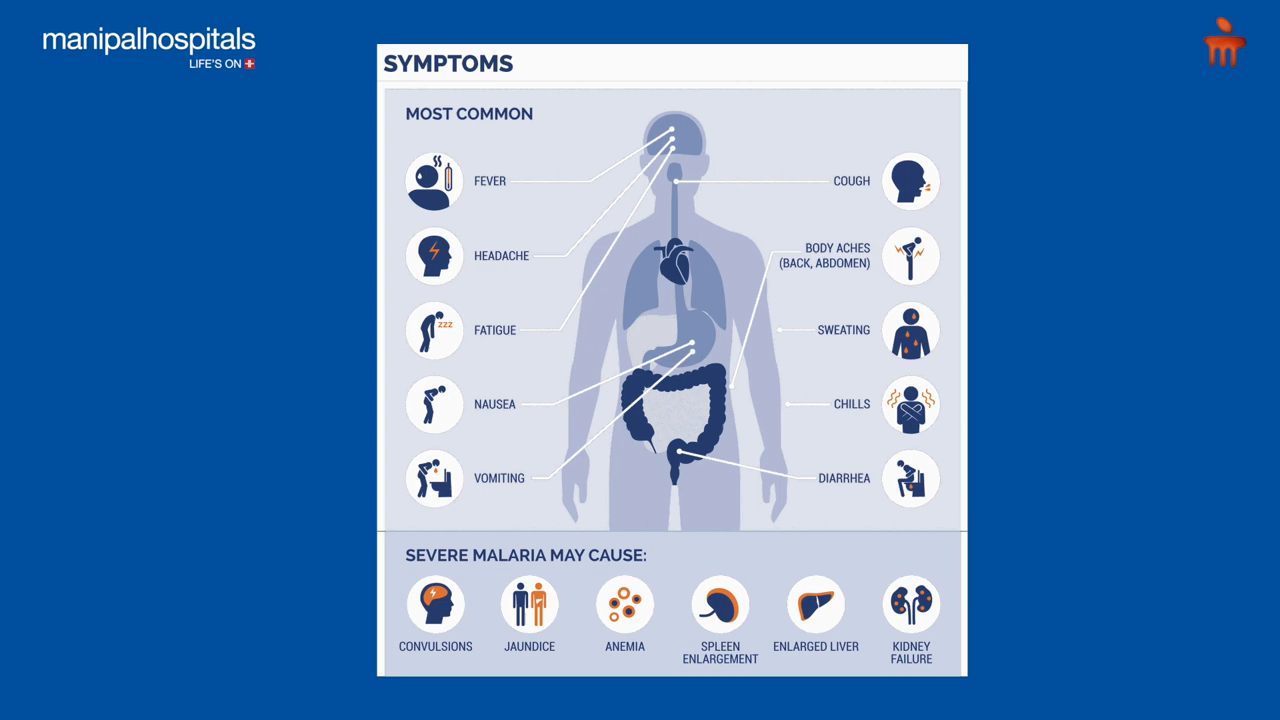 manipalhospitals
LIFE'S ON
SYMPTOMS
MOST COMMON
FEVER
HEADACHE
FATIGUE
ZZZ
NAUSEA
VOMITING
COUGH
BODY ACHES
(BACK, ABDOMEN)
SWEATING
CHILLS
DIARRHEA
SEVERE MALARIA MAY CAUSE:
CONVULSIONS
JAUNDICE
ANEMIA
SPLEEN
ENLARGEMENT
ENLARGED LIVER
KIDNEY
FAILURE